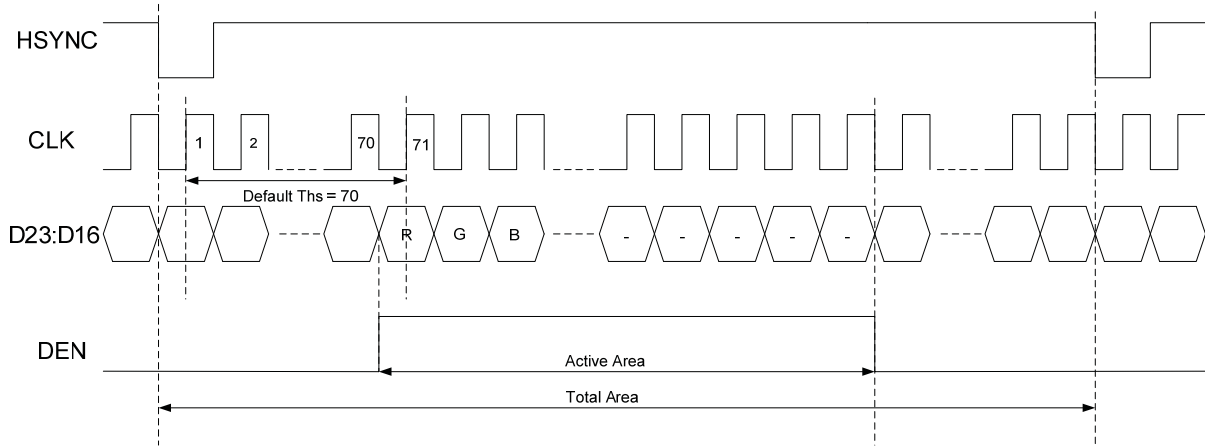 HSYNC
CLK
1
2
70
71
Default Ths = 70
D23:D16
R
G
B
-
-
-
-
-
DEN
Active Area
Total Area